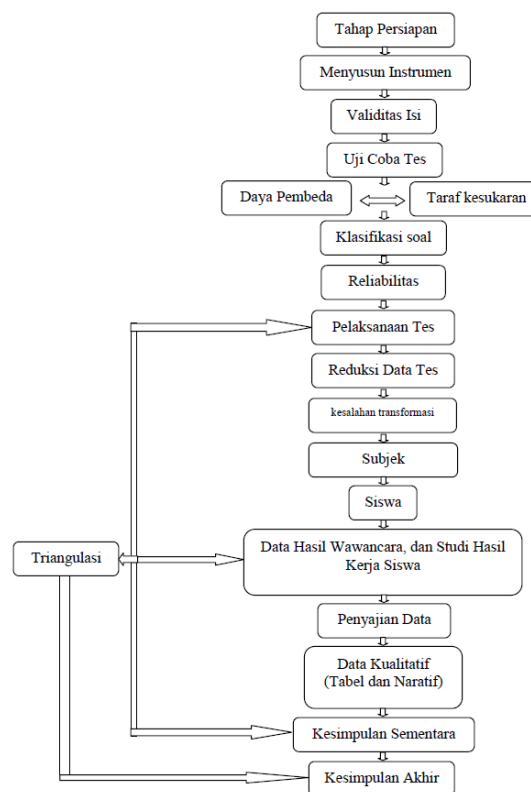 Tahap Persiapan
Menyusun Instrumen
Validitas Isi
Uji Coba Tes
Daya Pembeda
Taraf kesukaran
Klasifikasi soal
Reliabilitas
Pelaksanaan Tes
Reduksi Data Tes
kesalahan transformasi
Subjek
Siswa
Triangulasi
Data Hasil Wawancara, dan Studi Hasil
Kerja Siswa
Penyajian Data
Data Kualitatif
(Tabel dan Naratif)
Kesimpulan Sementara
Kesimpulan Akhir